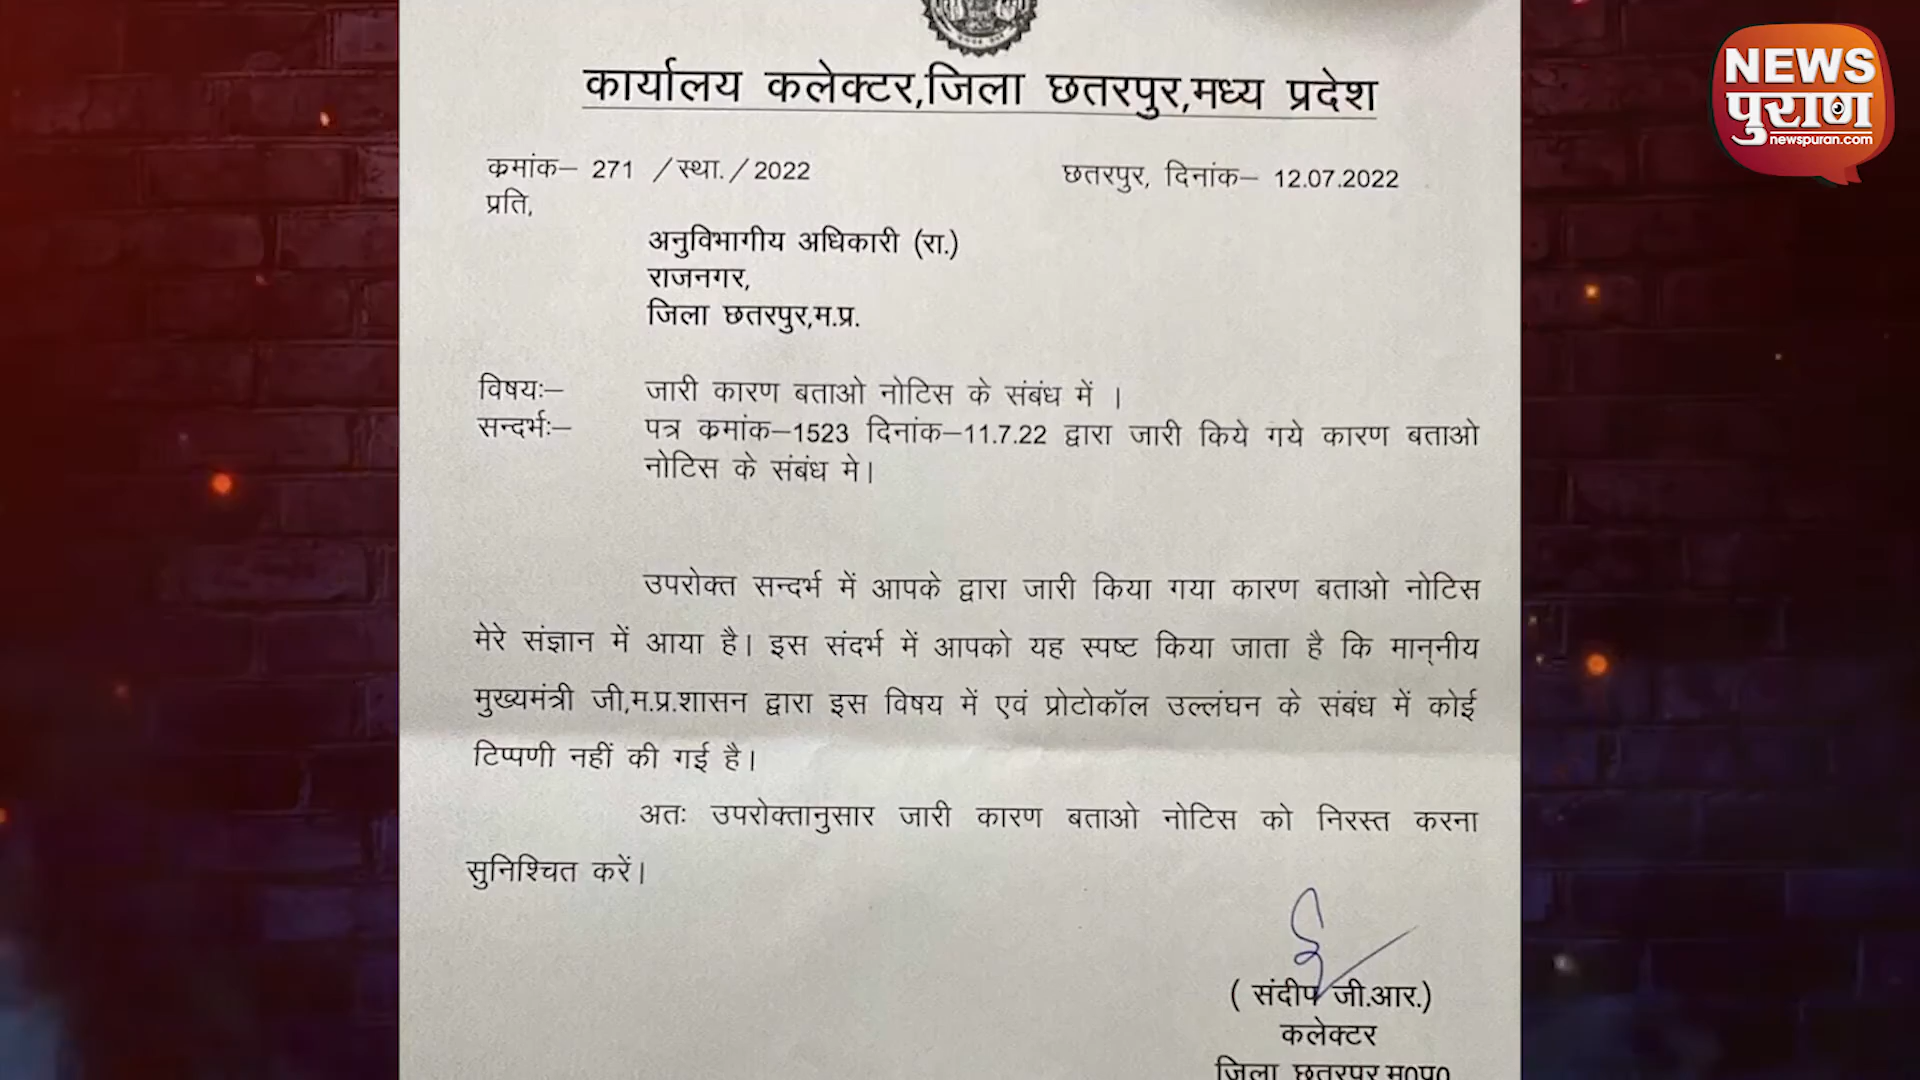 NEWS
पुराण
newspuran.com
कार्यालय कलेक्टर,जिला छतरपुर,मध्य प्रदेश
क्रमांक– 271 /स्था./2022 छतरपुर, दिनांक– 12.07.2022
प्रति,
अनुविभागीय अधिकारी (रा.)
राजनगर,
जिला छतरपुर,म.प्र.
विषयः– जारी कारण बताओ नोटिस के संबंध में ।
सन्दर्भः– पत्र क्रमांक–1523 दिनांक–11.7.22 द्वारा जारी किये गये कारण बताओ
नोटिस के संबंध मे।
उपरोक्त सन्दर्भ में आपके द्वारा जारी किया गया कारण बताओ नोटिस
मेरे संज्ञान में आया है। इस संदर्भ में आपको यह स्पष्ट किया जाता है कि मान्‌नीय
मुख्यमंत्री जी,म.प्र.शासन द्वारा इस विषय में एवं प्रोटोकॉल उल्लंघन के संबंध में कोई
टिप्पणी नहीं की गई है।
अतः उपरोक्तानुसार जारी कारण बताओ नोटिस को निरस्त करना
सुनिश्चित करें।
( संदीप जी.आर.)
कलेक्टर
जिला छतरपुर म0प्र0